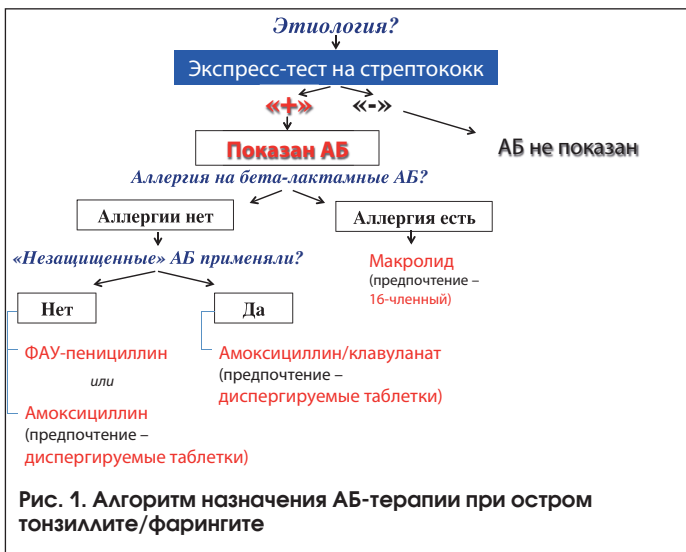 Этиология?
Экспресс-тест на стрептококк
«+» «-»
Показан АБ
АБ не показан
Аллергия на бета-лактамные АБ?
Аллергии нет
Аллергия есть
«Незащищенные» АБ применяли?
Макролид
(предпочтение –
16-членный)
Нет
Да
ФАУ-пенициллин
или
Амоксициллин
(предпочтение –
диспергируемые таблетки)
Амоксициллин/клавуланат
(предпочтение –
диспергируемые таблетки)
Рис. 1. Алгоритм назначения АБ-терапии при остром
тонзиллите/фарингите